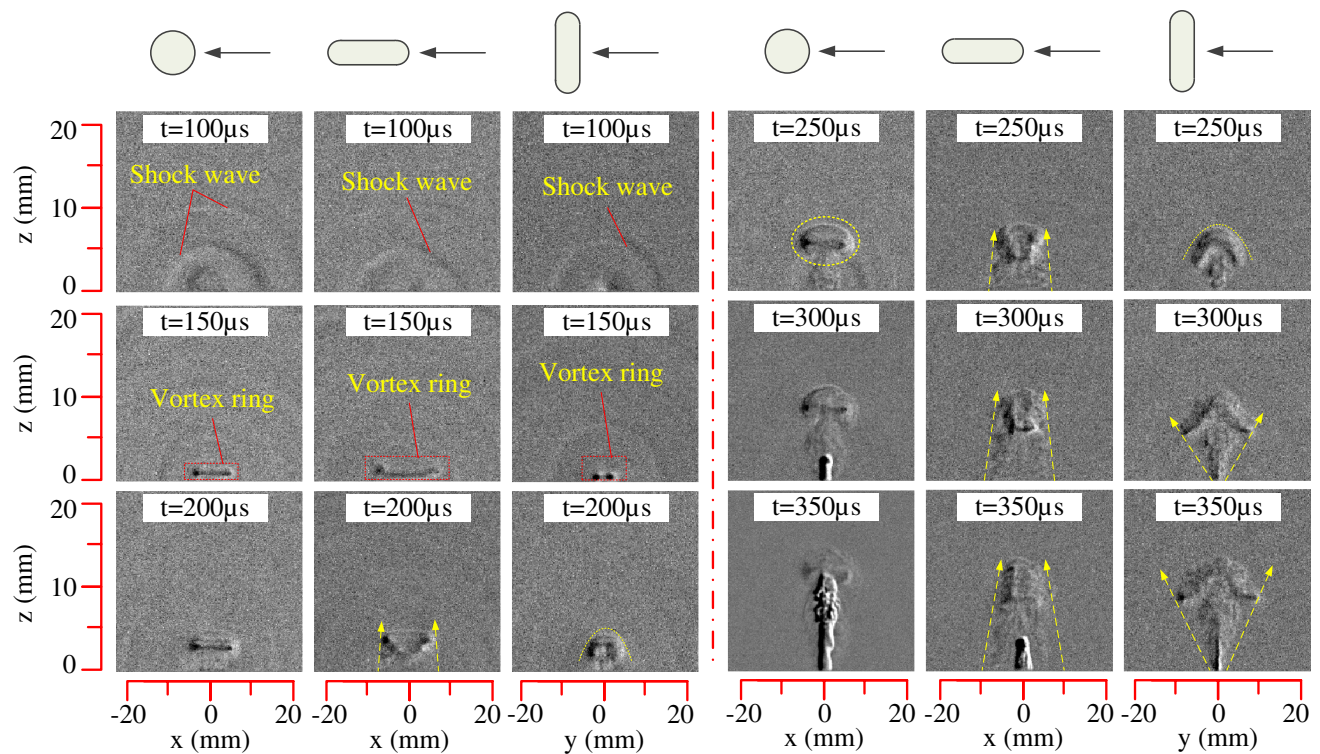 t=100µs t=100µs t=100µs t=250µs t=250µs t=250µs
Shock wave Shock wave Shock wave
20
10
0
z (mm)
t=150µs t=150µs t=150µs t=300µs t=300µs t=300µs
Vortex ring Vortex ring Vortex ring
20
10
0
z (mm)
t=200µs t=200µs t=200µs t=350µs t=350µs t=350µs
20
10
0
z (mm)
-20 0 20 -20 0 20 -20 0 20 -20 0 20 -20 0 20 -20 0 20
x (mm) x (mm) y (mm) x (mm) x (mm) y (mm)